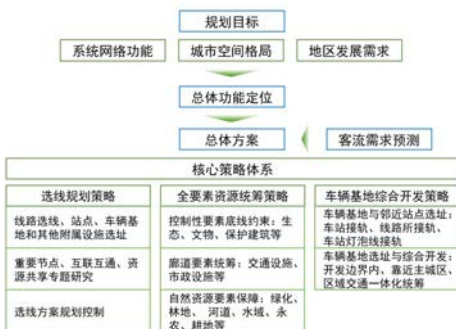 规划目标
系统网络功能
城市空间格局
地区发展需求
总体功能定位
总体方案
客流需求预测
核心策略体系
选线规划策略
线路选线、站点、车辆基
地和其他附属设施选址
重要节点、互联互通、资
源共享专题研究
选线方案规划控制
全要素资源统筹策略
控制性要素底线约束：生
态、文物、保护建筑等
廊道要素统筹：交通设施、
市政设施等
自然资源要素保障：绿化、
林地、 河道、水域、永
农、耕地等
车辆基地综合开发策略
车辆基地与邻近站点选址：
车站接轨、线路所接轨、
车站灯泡线接轨
车辆基地选址与综合开发：
开发边界内、靠近主城区、
区域交通一体化统筹